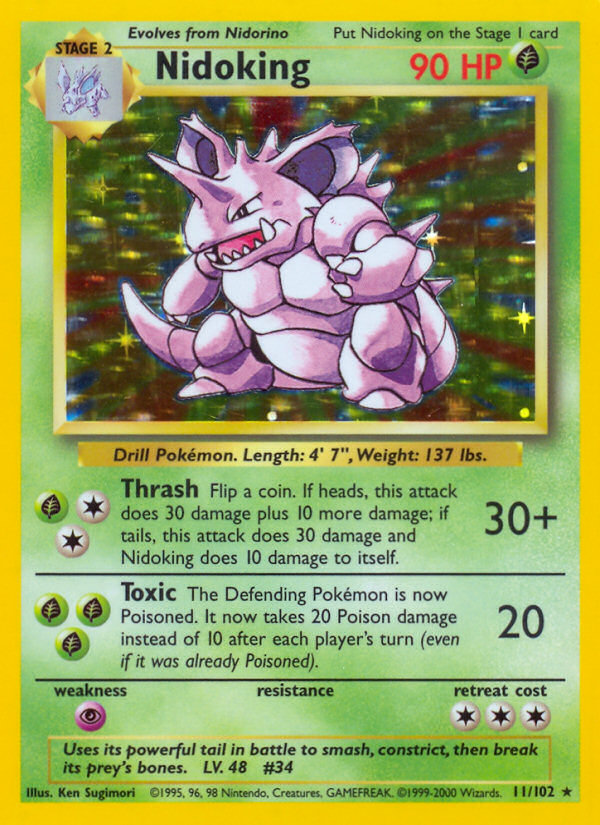 Evolves from Nidorino Put Nidoking on the Stage 1 card
STAGE 2
Nidoking 90 HP
Drill Pokémon. Length: 4' 7", Weight: 137 lbs.
Thrash Flip a coin. If heads, this attack
does 30 damage plus 10 more damage; if
tails, this attack does 30 damage and
Nidoking does 10 damage to itself.
30+
Toxic The Defending Pokémon is now
Poisoned. It now takes 20 Poison damage
instead of 10 after each player's turn (even
if it was already Poisoned).
20
weakness resistance retreat cost
Uses its powerful tail in battle to smash, constrict, then break
its prey's bones. LV. 48 #34
Illus. Ken Sugimori ©1995, 96, 98 Nintendo, Creatures, GAMEFREAK. ©1999-2000 Wizards. 11/102 ★